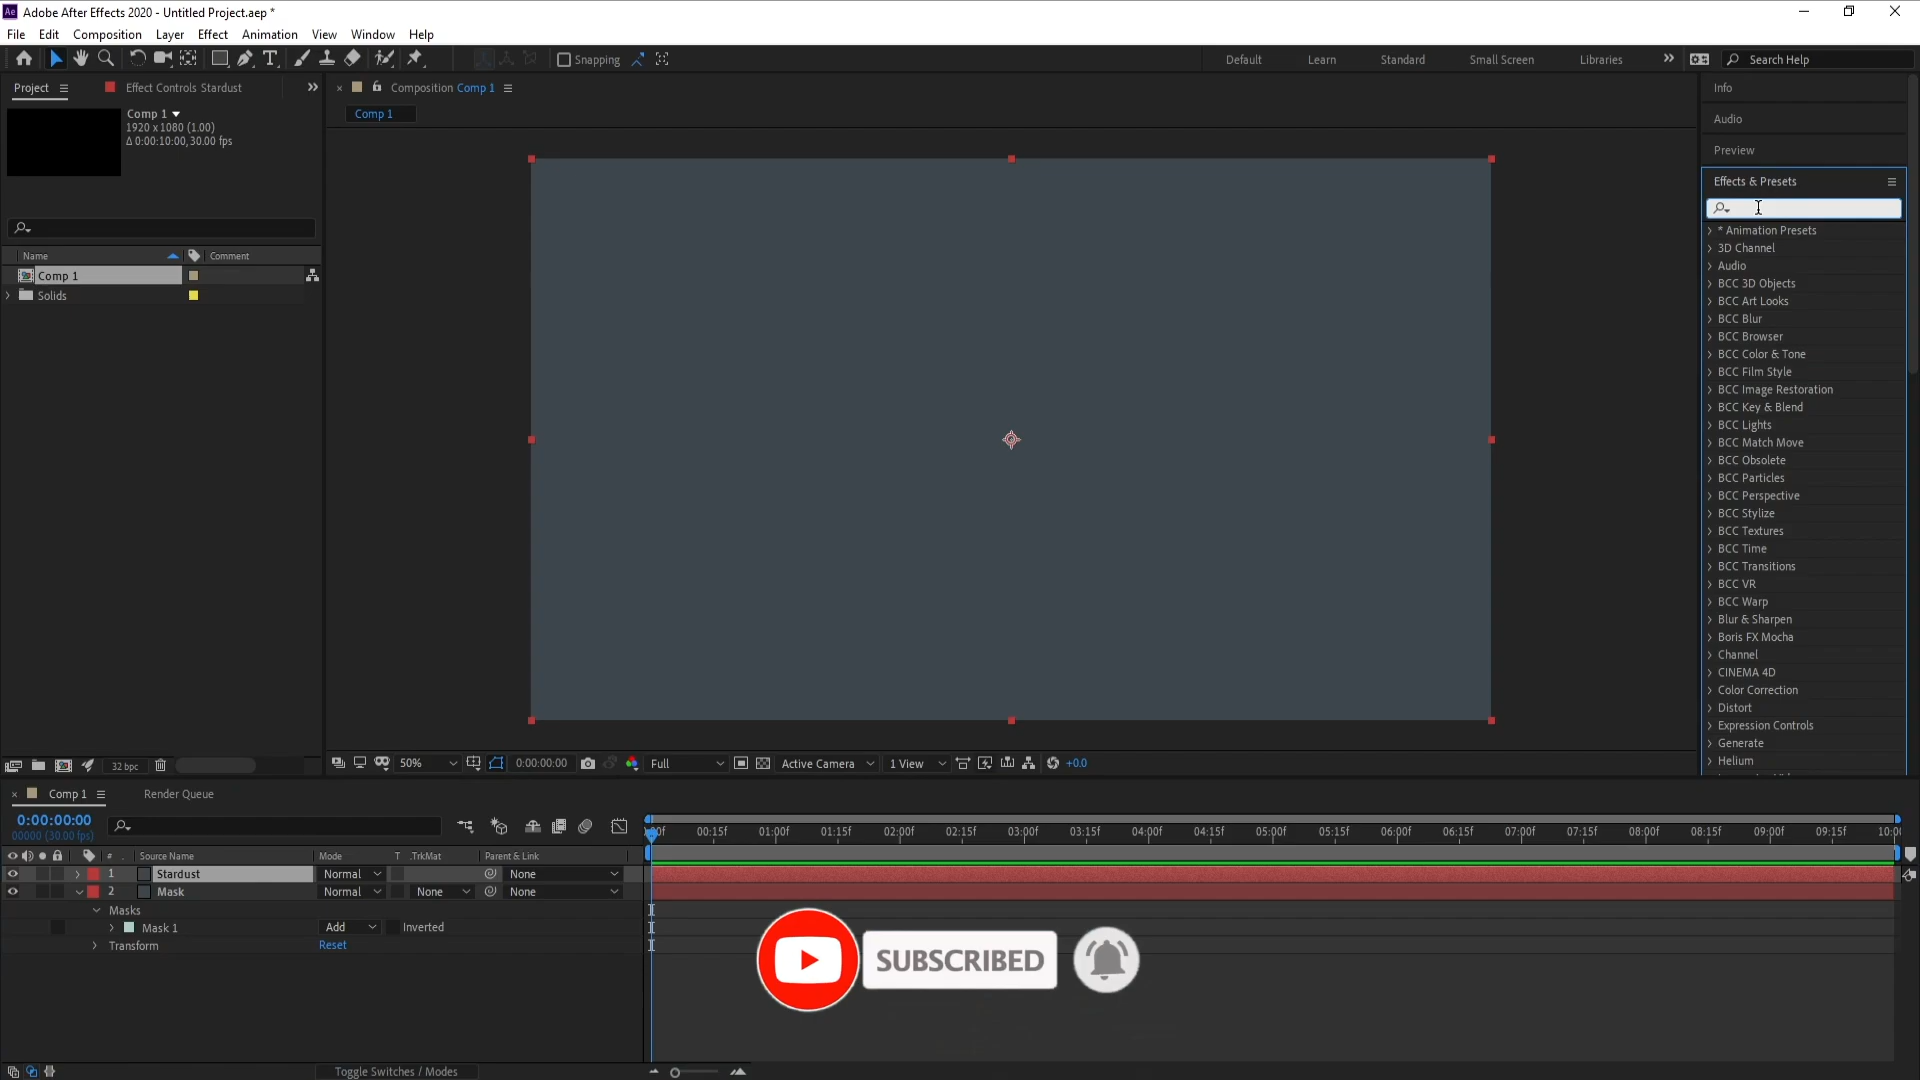 Adobe After Effects 2020 - Untitled Project.aep *
File Edit Composition Layer Effect Animation View Window Help
Snapping
Default Learn Standard Small Screen Libraries
Search Help
Project
Effect Controls Stardust
Comp 1
1920 x 1080 (1.00)
Δ 0:00:10:00, 30.00 fps
Name Comment
Comp 1
Solids
32 bpc
Composition Comp 1
Comp 1
50%
0:00:00:00
Full
Active Camera
1 View
+0.0
Info
Audio
Preview
Effects & Presets
* Animation Presets
3D Channel
Audio
BCC 3D Objects
BCC Art Looks
BCC Blur
BCC Browser
BCC Color & Tone
BCC Film Style
BCC Image Restoration
BCC Key & Blend
BCC Lights
BCC Match Move
BCC Obsolete
BCC Particles
BCC Perspective
BCC Stylize
BCC Textures
BCC Time
BCC Transitions
BCC VR
BCC Warp
Blur & Sharpen
Boris FX Mocha
Channel
CINEMA 4D
Color Correction
Distort
Expression Controls
Generate
Helium
Comp 1
Render Queue
0:00:00:00
00000 (30.00 fps)
00:15f 01:00f 01:15f 02:00f 02:15f 03:00f 03:15f 04:00f 04:15f 05:00f 05:15f 06:00f 06:15f 07:00f 07:15f 08:00f 08:15f 09:00f 09:15f 10:0
# Source Name Mode T .TrkMat Parent & Link
1 Stardust Normal None
2 Mask Normal None None
Masks
Mask 1 Add Inverted
Transform Reset
SUBSCRIBED
Toggle Switches / Modes